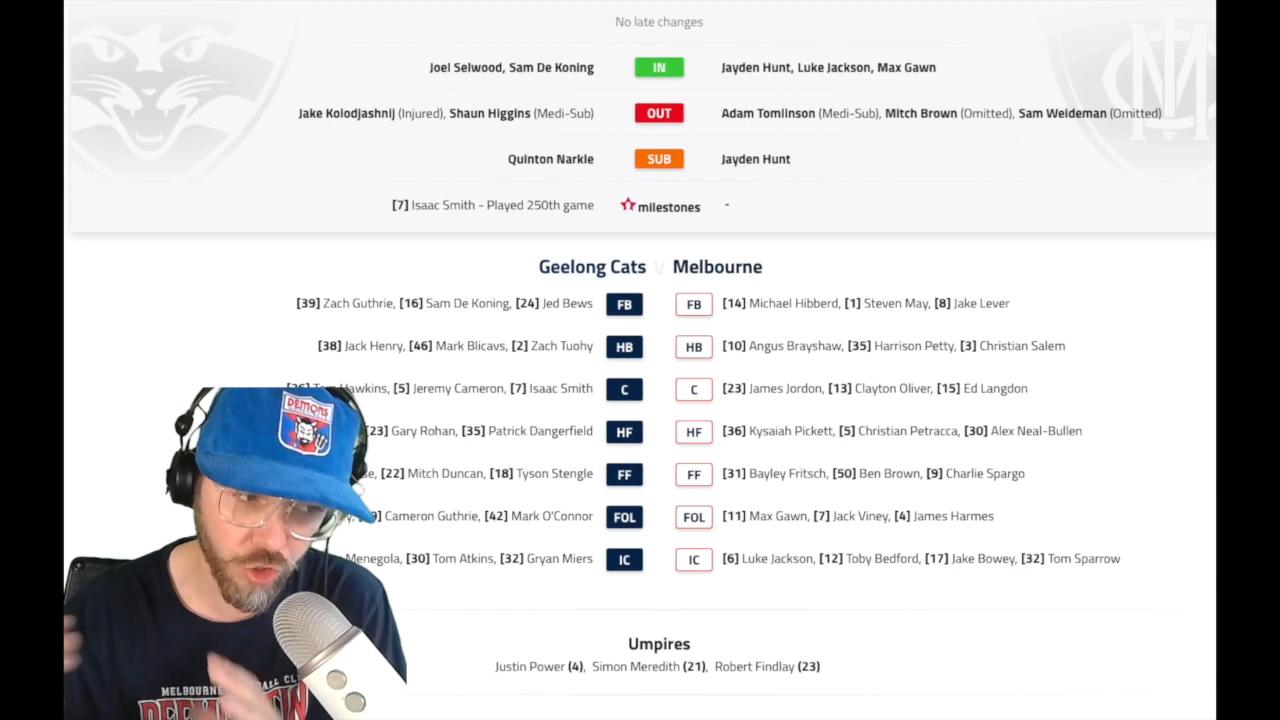 No late changes
Joel Selwood, Sam De Koning IN Jayden Hunt, Luke Jackson, Max Gawn
Jake Kolodjashnij (Injured), Shaun Higgins (Medi-Sub) OUT Adam Tomlinson (Medi-Sub), Mitch Brown (Omitted), Sam Weideman (Omitted)
Quinton Narkle SUB Jayden Hunt
[7] Isaac Smith - Played 250th game milestones -
Geelong Cats V Melbourne
[39] Zach Guthrie, [16] Sam De Koning, [24] Jed Bews FB FB [14] Michael Hibberd, [1] Steven May, [8] Jake Lever
[38] Jack Henry, [46] Mark Blicavs, [2] Zach Tuohy HB HB [10] Angus Brayshaw, [35] Harrison Petty, [3] Christian Salem
Hawkins, [5] Jeremy Cameron, [7] Isaac Smith C C [23] James Jordon, [13] Clayton Oliver, [15] Ed Langdon
[23] Gary Rohan, [35] Patrick Dangerfield HF HF [36] Kysaiah Pickett, [5] Christian Petracca, [30] Alex Neal-Bullen
[22] Mitch Duncan, [18] Tyson Stengle FF FF [31] Bayley Fritsch, [50] Ben Brown, [9] Charlie Spargo
Cameron Guthrie, [42] Mark O'Connor FOL FOL [11] Max Gawn, [7] Jack Viney, [4] James Harmes
Menegola, [30] Tom Atkins, [32] Gryan Miers IC IC [6] Luke Jackson, [12] Toby Bedford, [17] Jake Bowey, [32] Tom Sparrow
Umpires
Justin Power (4), Simon Meredith (21), Robert Findlay (23)
DEMONS
MELBOURNE